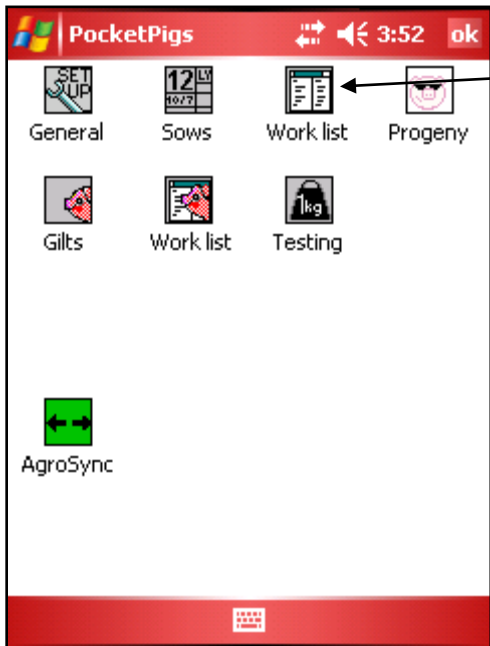 PocketPigs 3:52 ok
SET UP 12 LY 10/7
General Sows Work list Progeny
1kg
Gilts Work list Testing
AgroSync